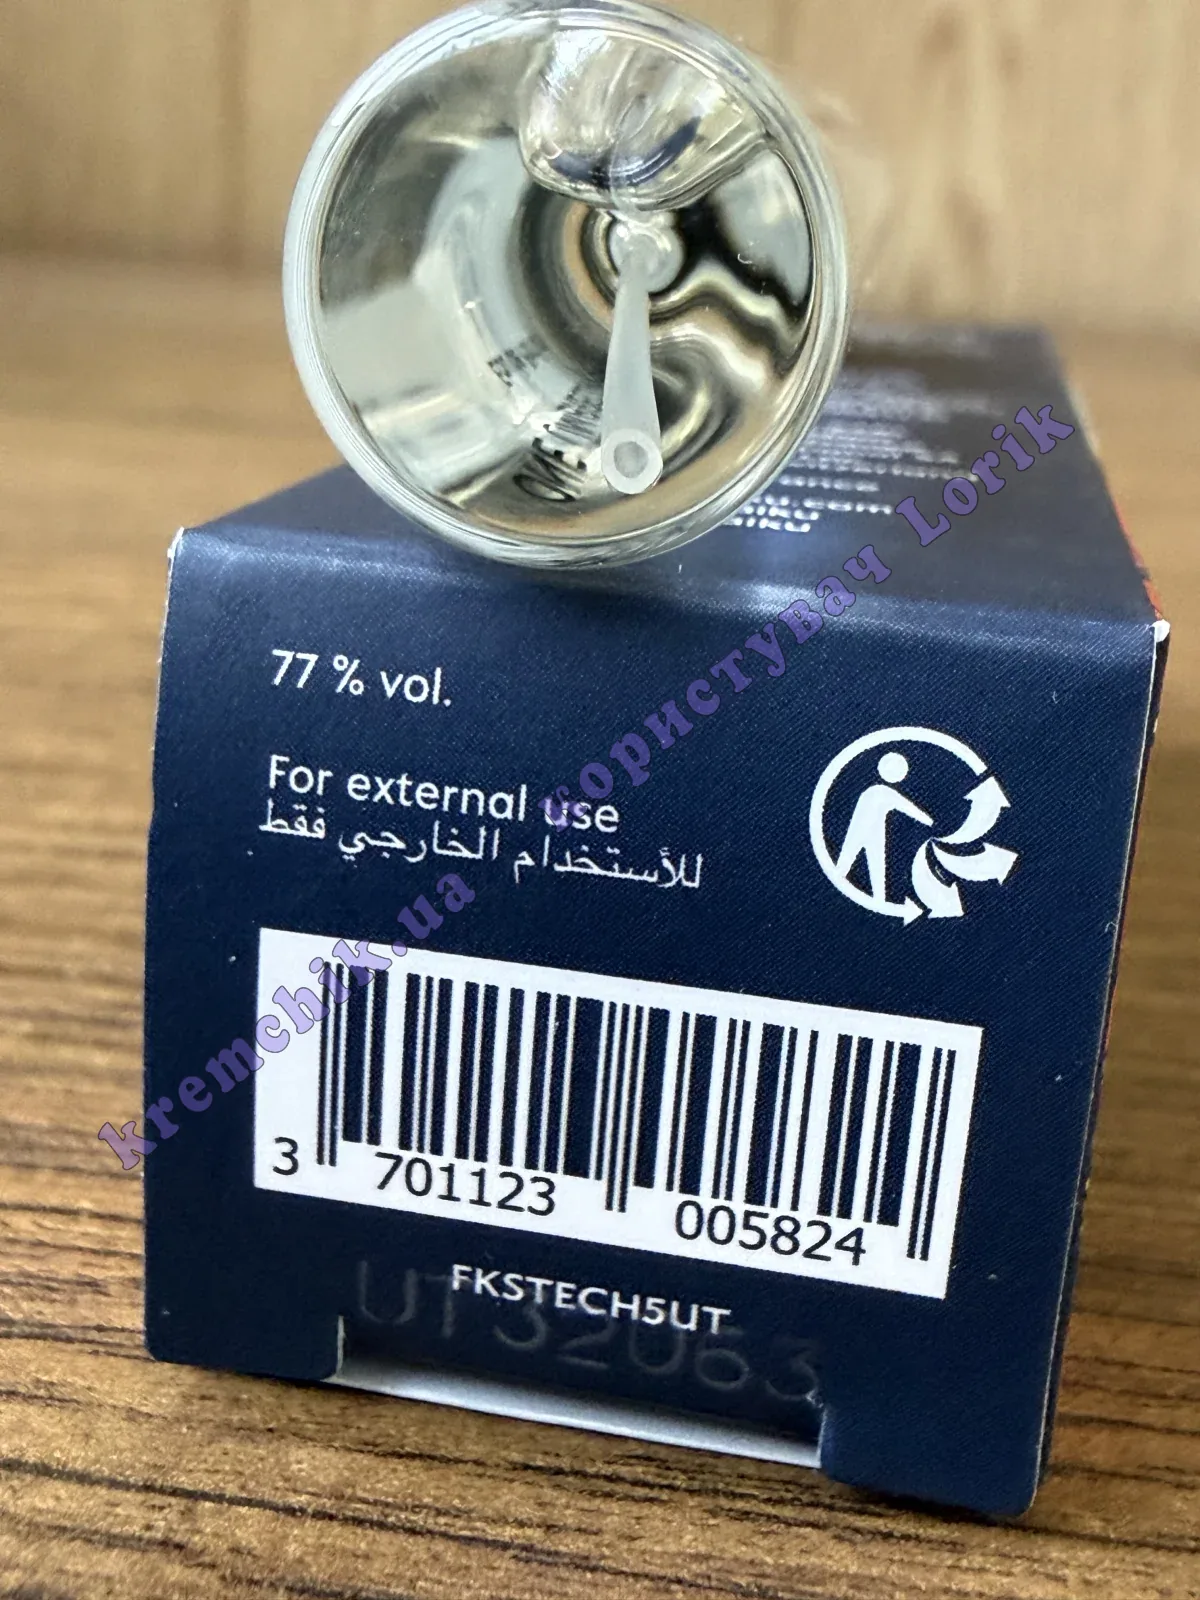 77 % vol.
For external use
للأستخدام الخارجي فقط
3 701123 005824
FKSTECH5UT
UT32063
kremchik.ua користувач Lorik